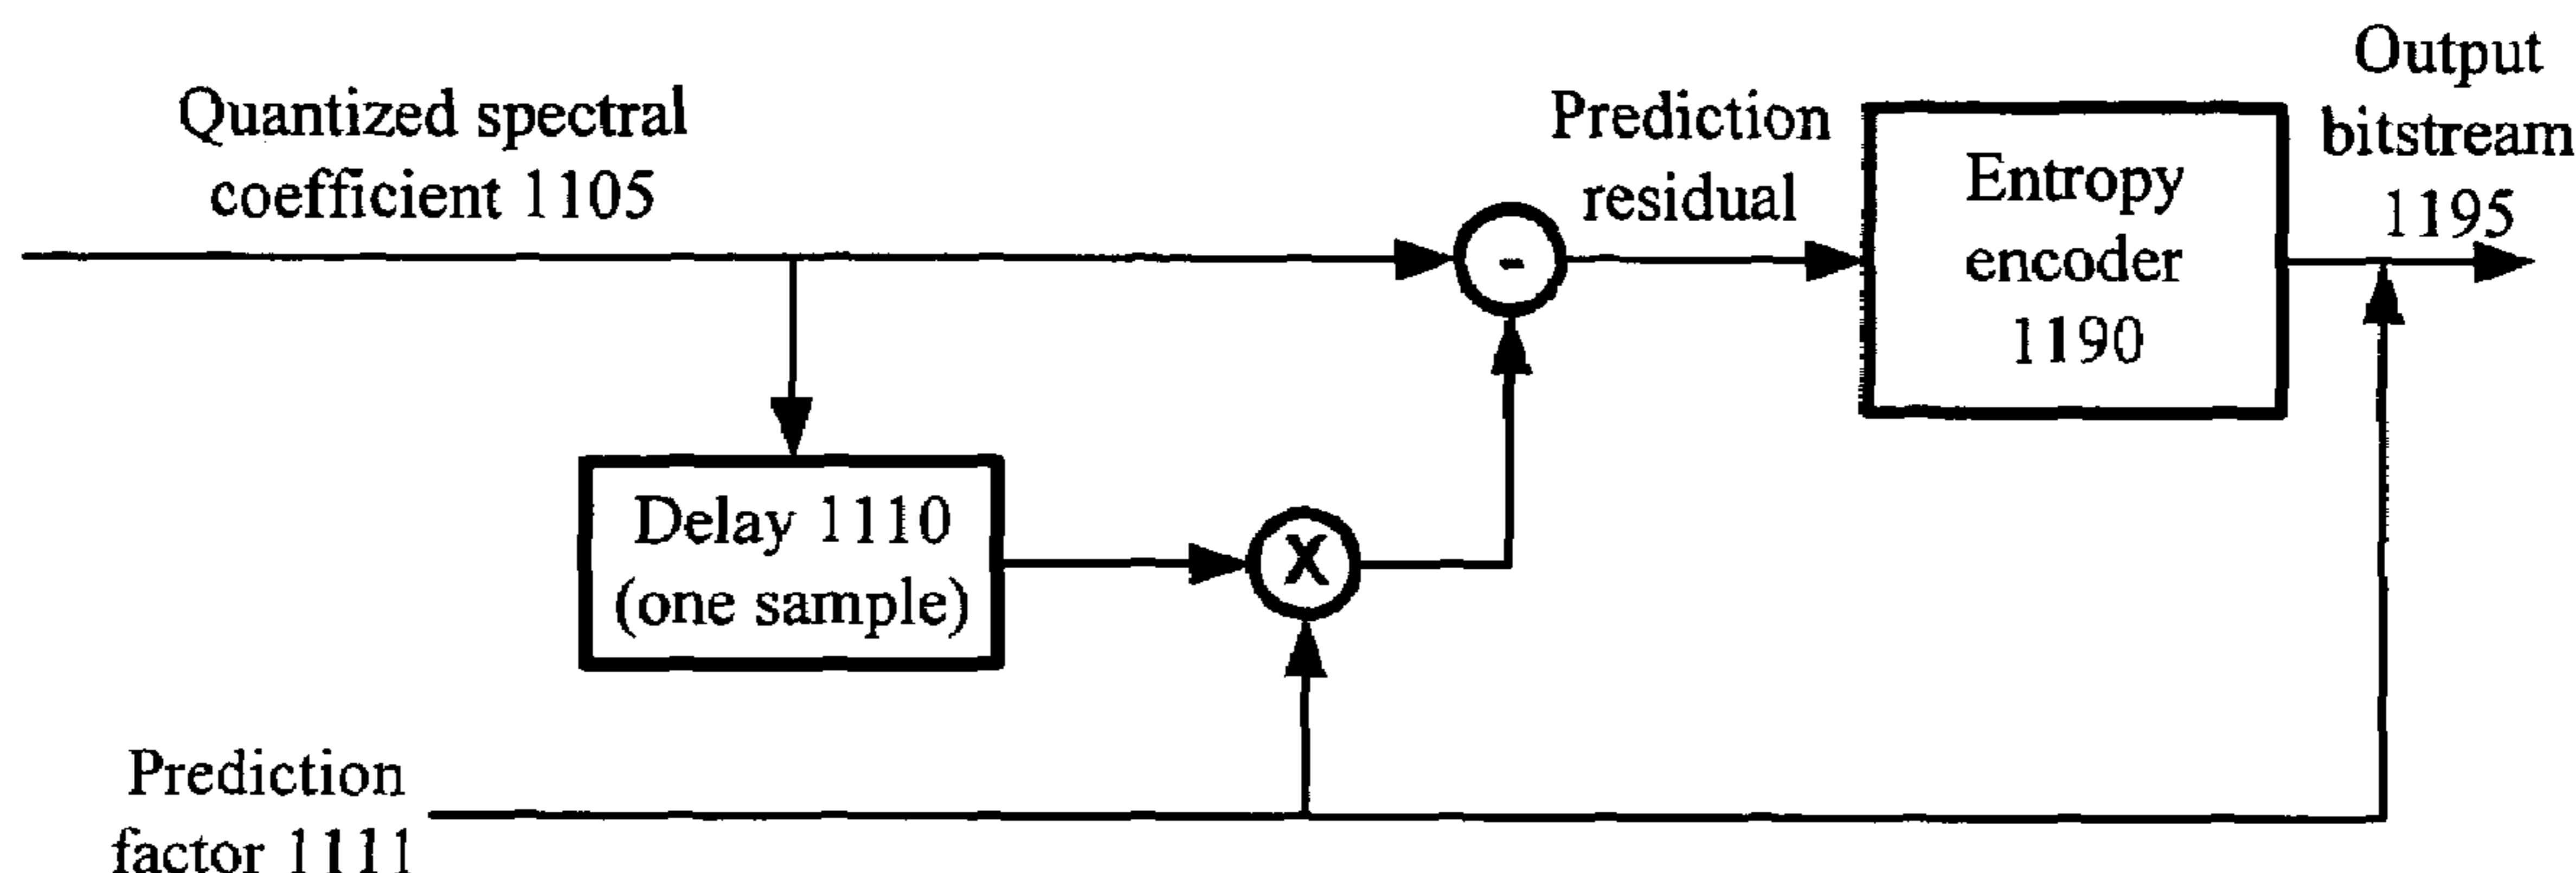 Quantized spectral
coefficient 1105
-
Prediction
residual
Entropy
encoder
1190
Output
bitstream
1195
Delay 1110
(one sample)
X
Prediction
factor 1111